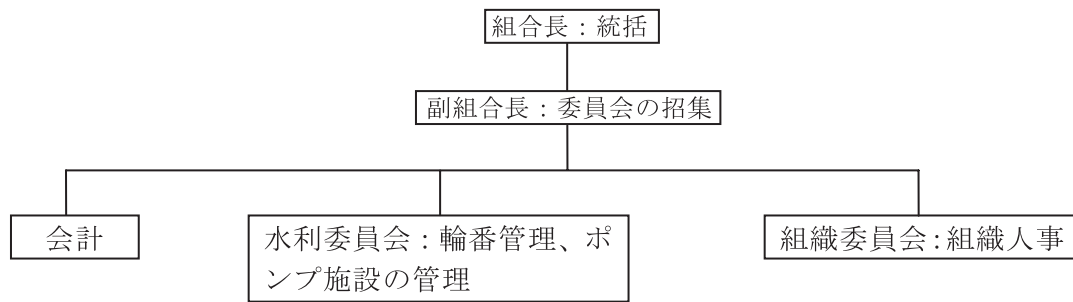 組合長：統括
副組合長：委員会の招集
会計
水利委員会：輪番管理、ポ
ンプ施設の管理
組織委員会：組織人事